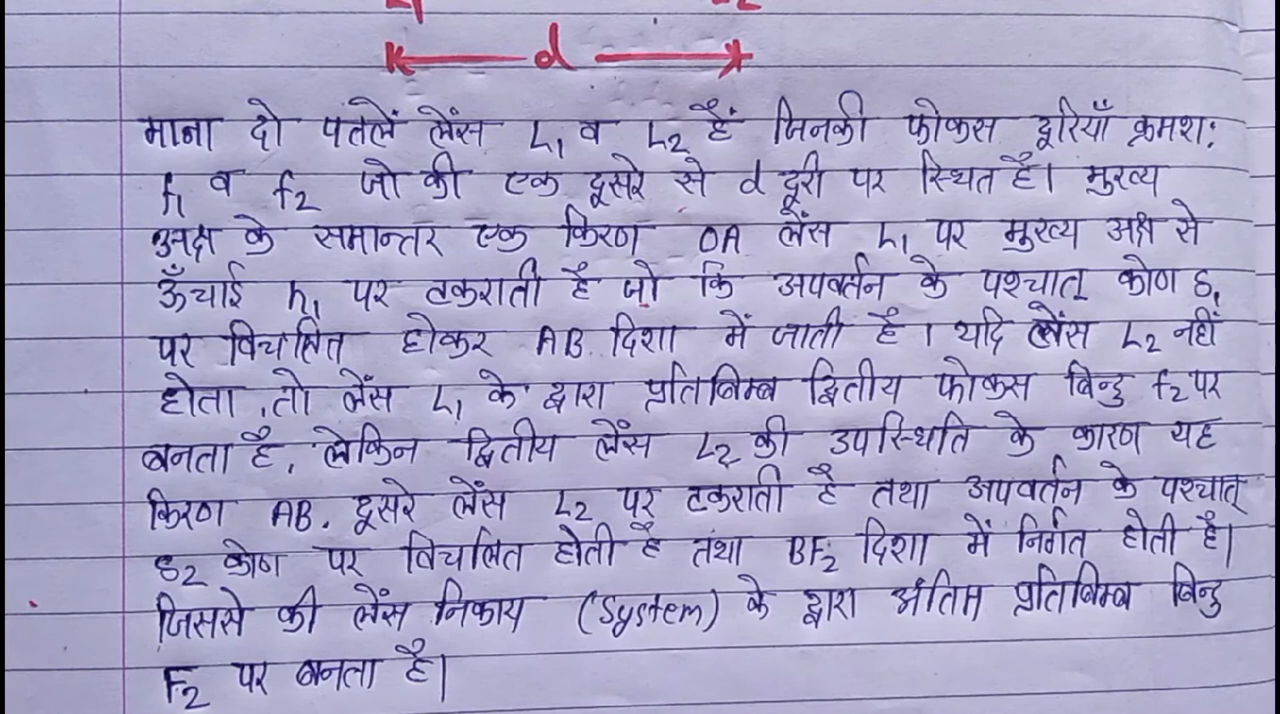 d
माना दो पतलें लेंस L₁ व L₂ हैं जिनकी फोकस दूरियाँ क्रमश:
f₁ व f₂ जो की एक दूसरे से d दूरी पर स्थित है। मुख्य
अक्ष के समान्तर एक किरण OA लेंस L₁ पर मुख्य अक्ष से
ऊँचाई h₁ पर टकराती है जो कि अपवर्तन के पश्चात् कोण δ₁
पर विचलित होकर AB दिशा में जाती है। यदि लेंस L₂ नहीं
होता, तो लेंस L₁ के द्वारा प्रतिबिम्ब द्वितीय फोकस बिन्दु f₂ पर
बनता है, लेकिन द्वितीय लेंस L₂ की उपस्थिति के कारण यह
किरण AB. दूसरे लेंस L₂ पर टकराती है तथा अपवर्तन के पश्चात्
δ₂ कोण पर विचलित होती है तथा BF₂ दिशा में निर्गत होती है।
जिससे की लेंस निकाय (System) के द्वारा अंतिम प्रतिबिम्ब बिन्दु
F₂ पर बनता है।